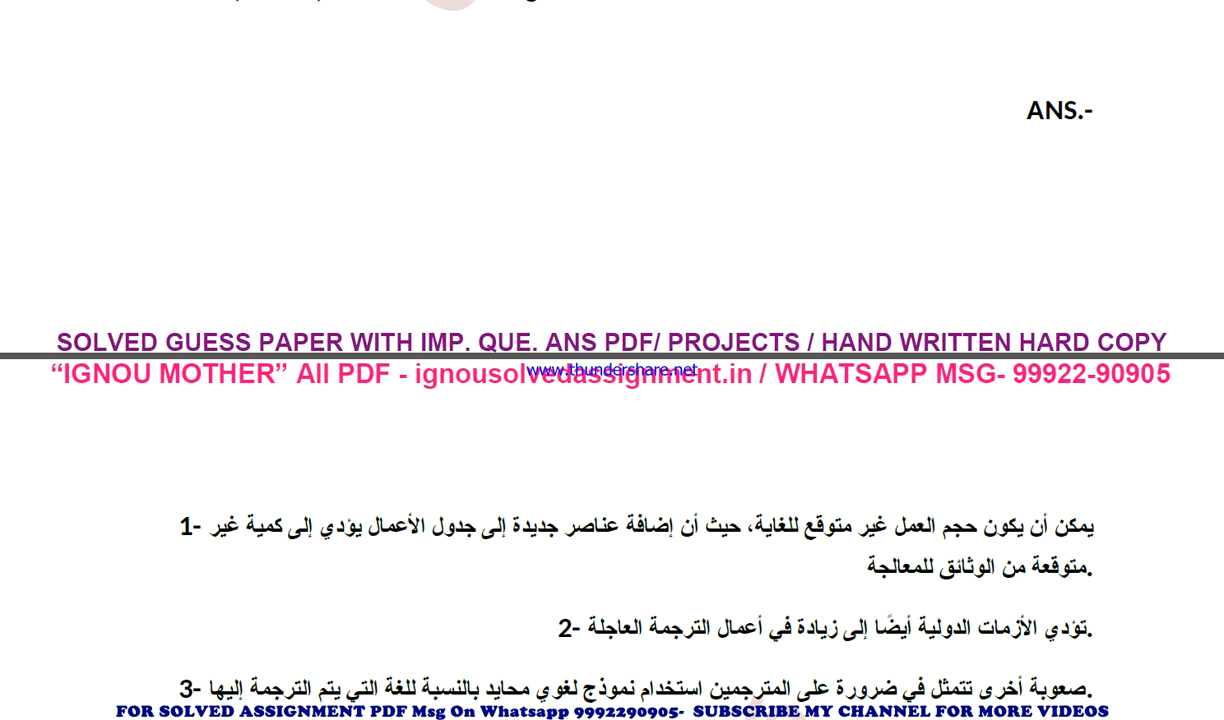 ANS.-
SOLVED GUESS PAPER WITH IMP. QUE. ANS PDF/ PROJECTS / HAND WRITTEN HARD COPY
“IGNOU MOTHER” All PDF - ignousolvedassignment.in / WHATSAPP MSG- 99922-90905
www.thundershare.net
1- يمكن أن يكون حجم العمل غير متوقع للغاية، حيث أن إضافة عناصر جديدة إلى جدول الأعمال يؤدي إلى كمية غير
متوقعة من الوثائق للمعالجة.
2- تؤدي الأزمات الدولية أيضًا إلى زيادة في أعمال الترجمة العاجلة.
3- صعوبة أخرى تتمثل في ضرورة على المترجمين استخدام نموذج لغوي محايد بالنسبة للغة التي يتم الترجمة إليها.
FOR SOLVED ASSIGNMENT PDF Msg On Whatsapp 9992290905- SUBSCRIBE MY CHANNEL FOR MORE VIDEOS